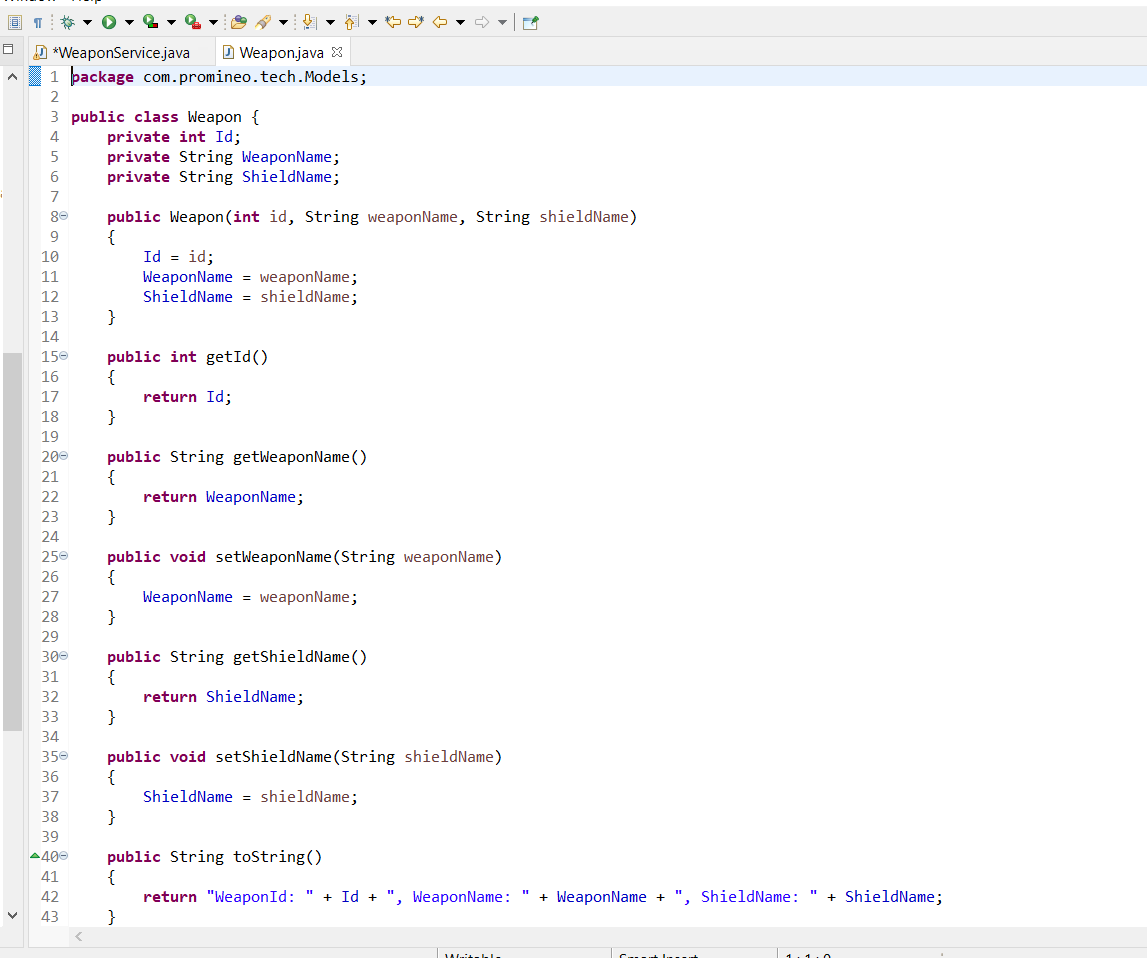 *WeaponService.java Weapon.java
1 package com.promineo.tech.Models;
2
3 public class Weapon {
4     private int Id;
5     private String WeaponName;
6     private String ShieldName;
7
8     public Weapon(int id, String weaponName, String shieldName)
9     {
10         Id = id;
11         WeaponName = weaponName;
12         ShieldName = shieldName;
13     }
14
15     public int getId()
16     {
17         return Id;
18     }
19
20     public String getWeaponName()
21     {
22         return WeaponName;
23     }
24
25     public void setWeaponName(String weaponName)
26     {
27         WeaponName = weaponName;
28     }
29
30     public String getShieldName()
31     {
32         return ShieldName;
33     }
34
35     public void setShieldName(String shieldName)
36     {
37         ShieldName = shieldName;
38     }
39
40     public String toString()
41     {
42         return "WeaponId: " + Id + ", WeaponName: " + WeaponName + ", ShieldName: " + ShieldName;
43     }
Writable Smart Insert 1 : 1 : 0